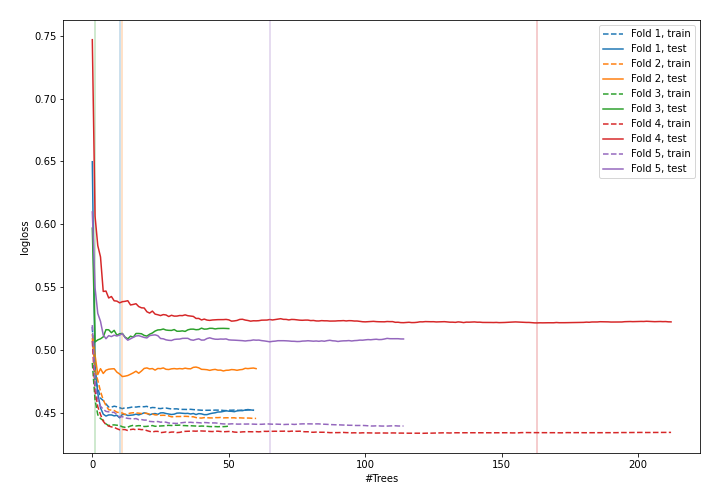 0.75
0.70
0.65
0.60
0.55
0.50
0.45
logloss
0
50
100
150
200
#Trees
Fold 1, train
Fold 1, test
Fold 2, train
Fold 2, test
Fold 3, train
Fold 3, test
Fold 4, train
Fold 4, test
Fold 5, train
Fold 5, test